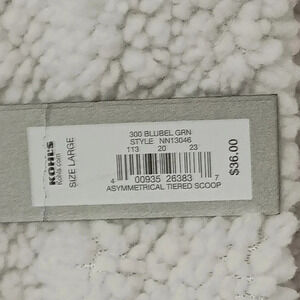 KOHL'S
Kohls.com
SIZE LARGE
300 BLUBEL GRN
STYLE NN13046
113 20 23
4 00935 26383 7
ASYMMETRICAL TIERED SCOOP
$36.00